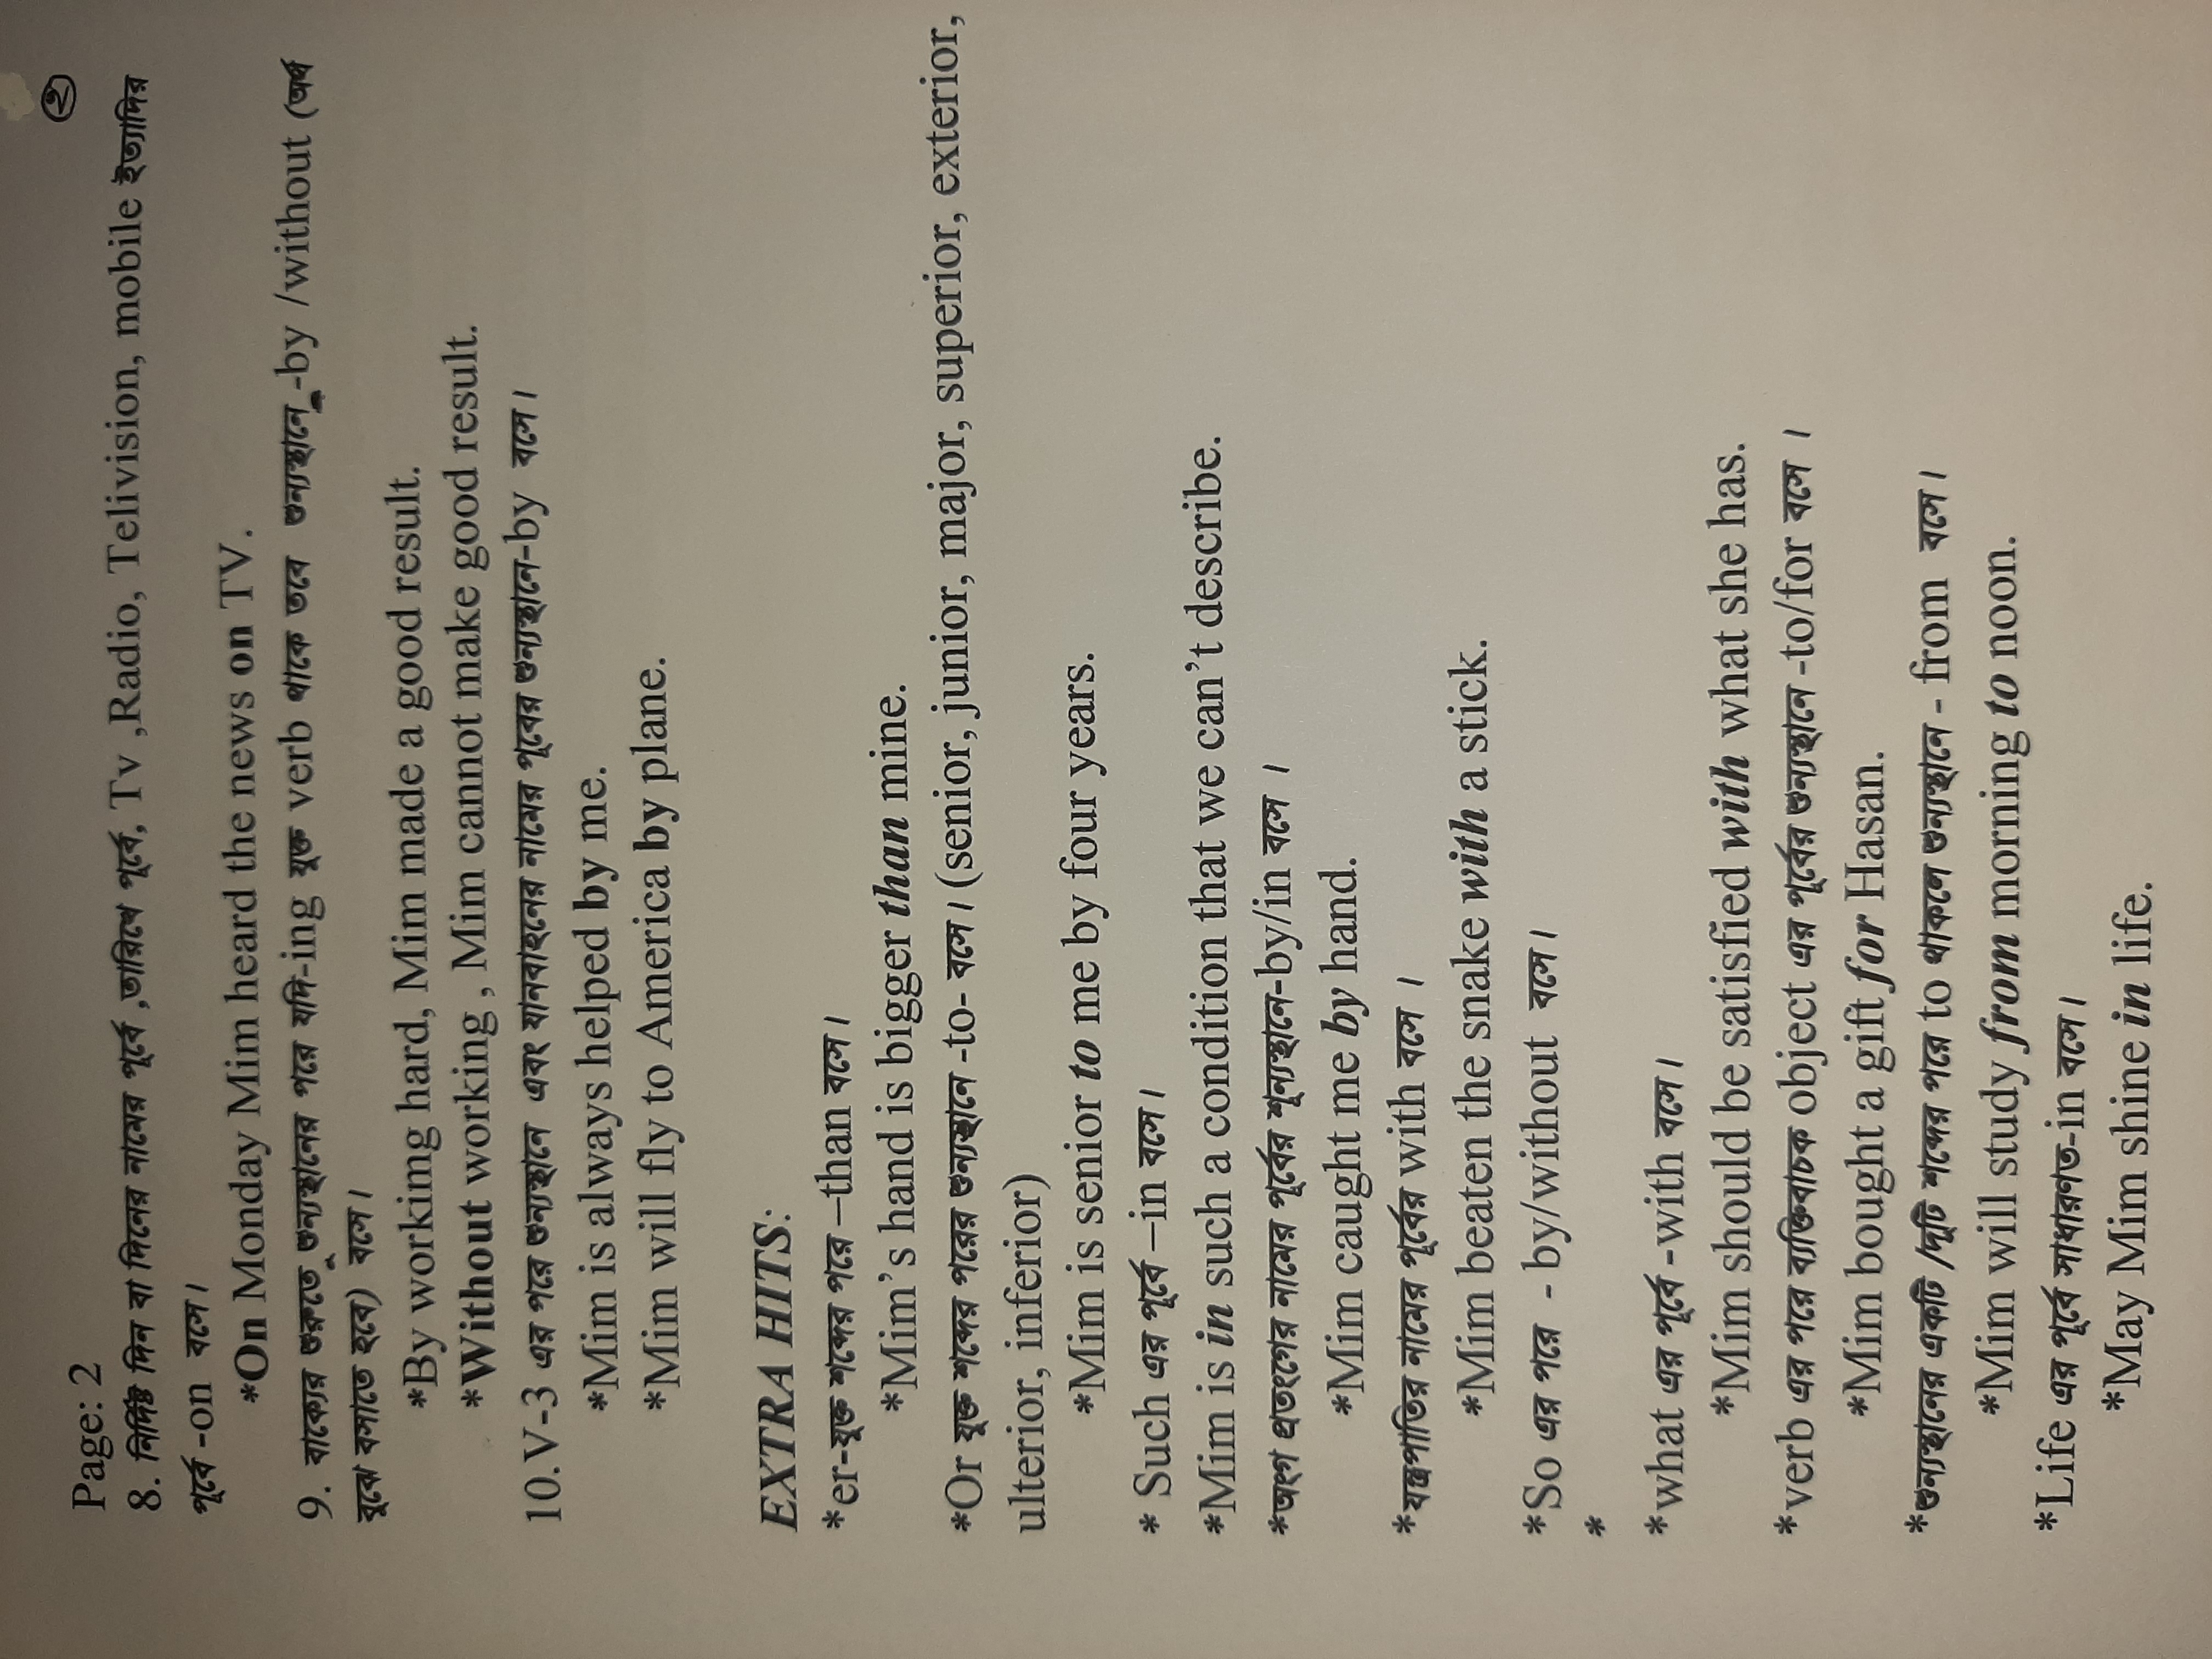 ২
Page: 2
8. নির্দিষ্ট দিন বা দিনের নামের পূর্বে ,তারিখে পূর্বে, Tv ,Radio, Telivision, mobile ইত্যাদির
পূর্বে -on বসে।
*On Monday Mim heard the news on TV.
9. বাক্যের শুরুতে শুন্যস্থানের পরে যদি-ing যুক্ত verb থাকে তবে শুন্যস্থানে -by /without (অর্থ
বুঝে বসাতে হবে) বসে।
*By workimg hard, Mim made a good result.
*Without working , Mim cannot make good result.
10.V-3 এর পরে শুন্যস্থানে এবং যানবাহনের নামের পূবের শুন্যস্থানে-by বসে।
*Mim is always helped by me.
*Mim will fly to America by plane.
EXTRA HITS:
*er-যুক্ত শব্দের পরে –than বসে।
*Mim’s hand is bigger than mine.
*Or যুক্ত শব্দের পরের শুন্যস্থানে -to- বসে। (senior, junior, major, superior, exterior,
ulterior, inferior)
*Mim is senior to me by four years.
* Such এর পূর্বে –in বসে।
*Mim is in such a condition that we can’t describe.
*অংগ প্রতংগের নামের পূর্বের শূন্যস্থানে-by/in বসে ।
*Mim caught me by hand.
*যন্ত্রপাতির নামের পূর্বের with বসে ।
*Mim beaten the snake with a stick.
*So এর পরে - by/without বসে।
*
*what এর পূর্বে -with বসে।
*Mim should be satisfied with what she has.
*verb এর পরে ব্যক্তিবাচক object এর পূর্বের শুন্যস্থানে -to/for বসে ।
*Mim bought a gift for Hasan.
*শুন্যস্থানের একটি /দূটি শব্দের পরে to থাকলে শুন্যস্থানে - from বসে।
*Mim will study from morning to noon.
*Life এর পূর্বে সাধারণত-in বসে।
*May Mim shine in life.